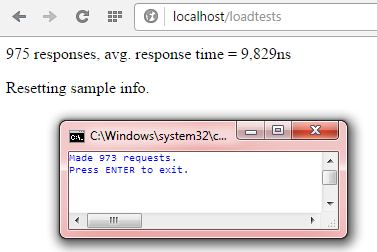 localhost/loadtests
975 responses, avg. response time = 9,829ns
Resetting sample info.
C:\Windows\system32\c...
Made 973 requests.
Press ENTER to exit.